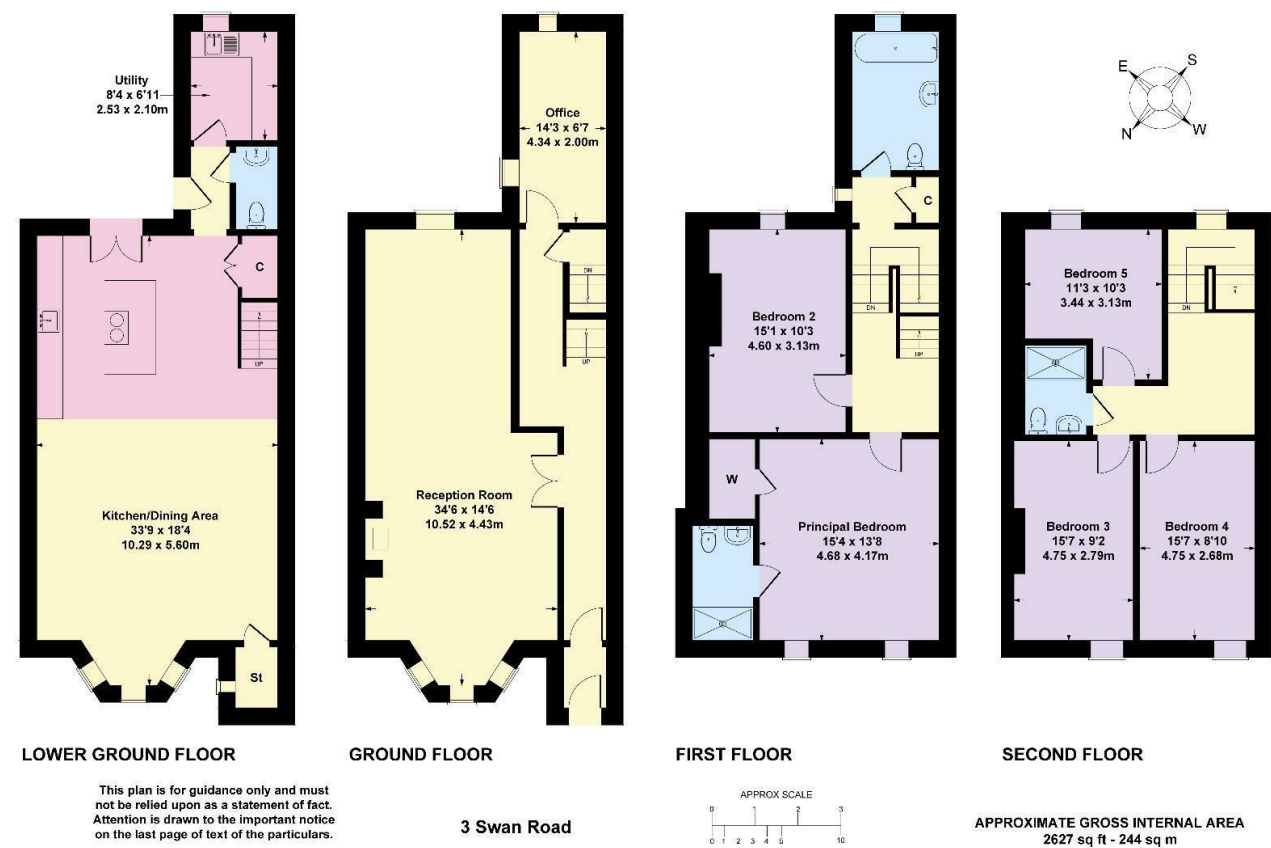 Utility
8'4 x 6'11
2.53 x 2.10m
C
UP
Kitchen/Dining Area
33'9 x 18'4
10.29 x 5.60m
St
LOWER GROUND FLOOR
Office
14'3 x 6'7
4.34 x 2.00m
DN
UP
Reception Room
34'6 x 14'6
10.52 x 4.43m
GROUND FLOOR
C
DN
UP
Bedroom 2
15'1 x 10'3
4.60 x 3.13m
W
Principal Bedroom
15'4 x 13'8
4.68 x 4.17m
FIRST FLOOR
E
S
N
W
Bedroom 5
11'3 x 10'3
3.44 x 3.13m
DN
Bedroom 3
15'7 x 9'2
4.75 x 2.79m
Bedroom 4
15'7 x 8'10
4.75 x 2.68m
SECOND FLOOR
This plan is for guidance only and must
not be relied upon as a statement of fact.
Attention is drawn to the important notice
on the last page of text of the particulars.
3 Swan Road
APPROX SCALE
0 1 2 3
0 1 2 3 4 5 10
APPROXIMATE GROSS INTERNAL AREA
2627 sq ft - 244 sq m